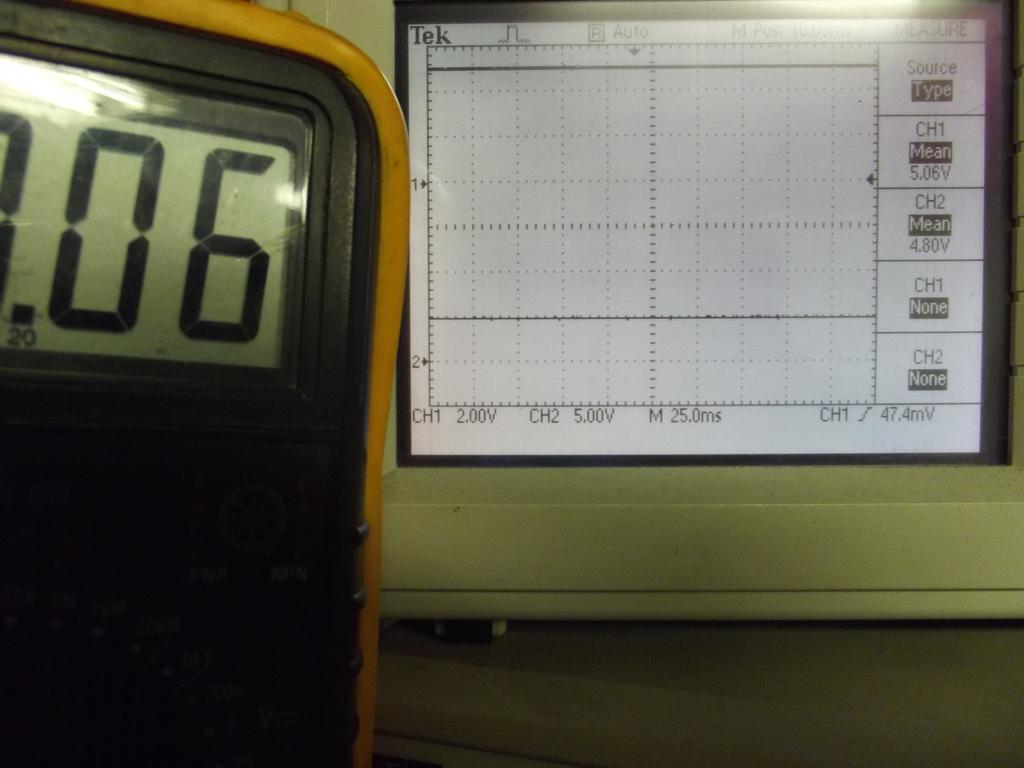 .06
20
PNP NPN
20M
200M
hFE
200m
2
V
Tek Auto M Pos: 10.00ms MEASURE
Source
Type
CH1
Mean
5.06V
CH2
Mean
4.80V
CH1
None
CH2
None
1
2
CH1 2.00V CH2 5.00V M 25.0ms CH1 47.4mV